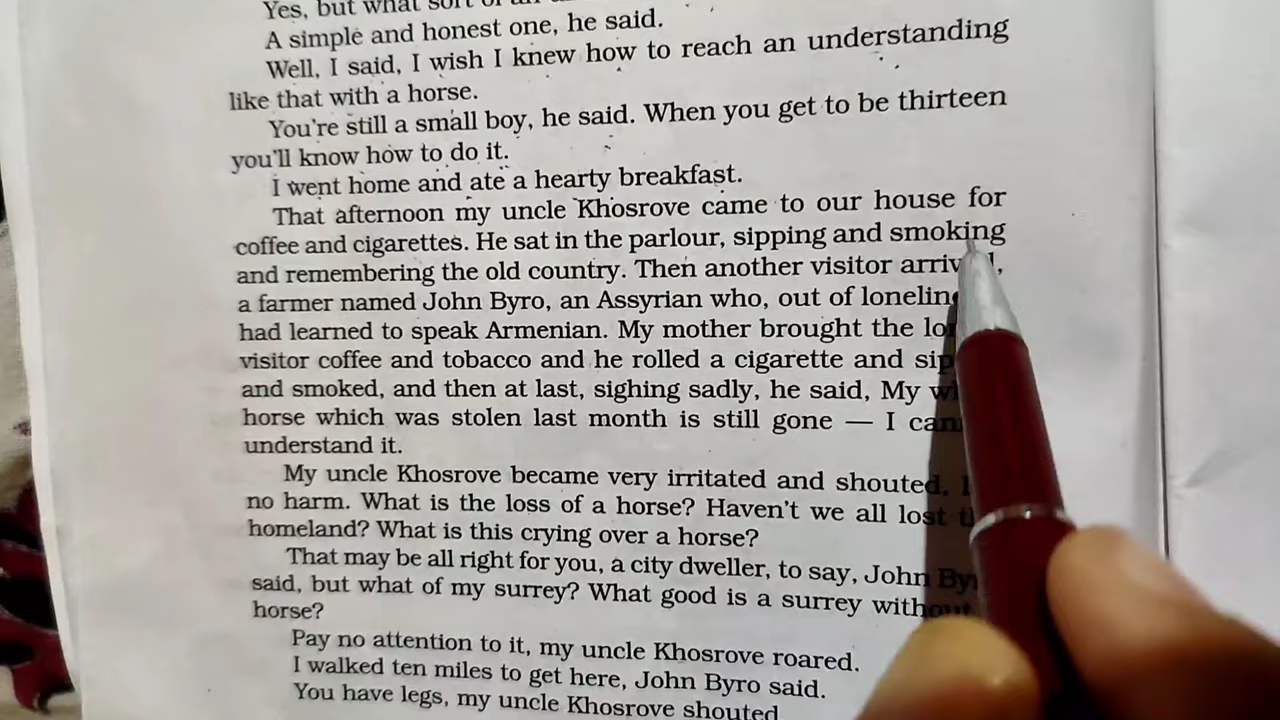 Yes, but what sort of an
A simple and honest one, he said.
Well, I said, I wish I knew how to reach an understanding
like that with a horse.
You're still a small boy, he said. When you get to be thirteen
you'll know how to do it.
I went home and ate a hearty breakfast.
That afternoon my uncle Khosrove came to our house for
coffee and cigarettes. He sat in the parlour, sipping and smoking
and remembering the old country. Then another visitor
a farmer named John Byro, an Assyrian who, out of
had learned to speak Armenian. My mother brought the
visitor coffee and tobacco and he rolled a cigarette and
and smoked, and then at last, sighing sadly, he said, My
horse which was stolen last month is still gone — I
understand it.
My uncle Khosrove became very irritated and shouted,
no harm. What is the loss of a horse? Haven't we all lost
homeland? What is this crying over a horse?
That may be all right for you, a city dweller, to say, John
said, but what of my surrey? What good is a surrey without
horse?
Pay no attention to it, my uncle Khosrove roared.
I walked ten miles to get here, John Byro said.
You have legs, my uncle Khosrove shouted